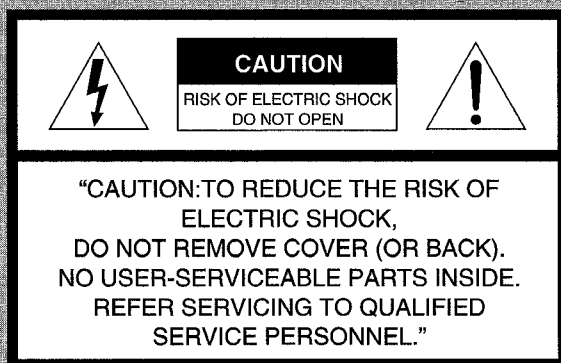 CAUTION
RISK OF ELECTRIC SHOCK
DO NOT OPEN
“CAUTION:TO REDUCE THE RISK OF
ELECTRIC SHOCK,
DO NOT REMOVE COVER (OR BACK).
NO USER-SERVICEABLE PARTS INSIDE.
REFER SERVICING TO QUALIFIED
SERVICE PERSONNEL.”